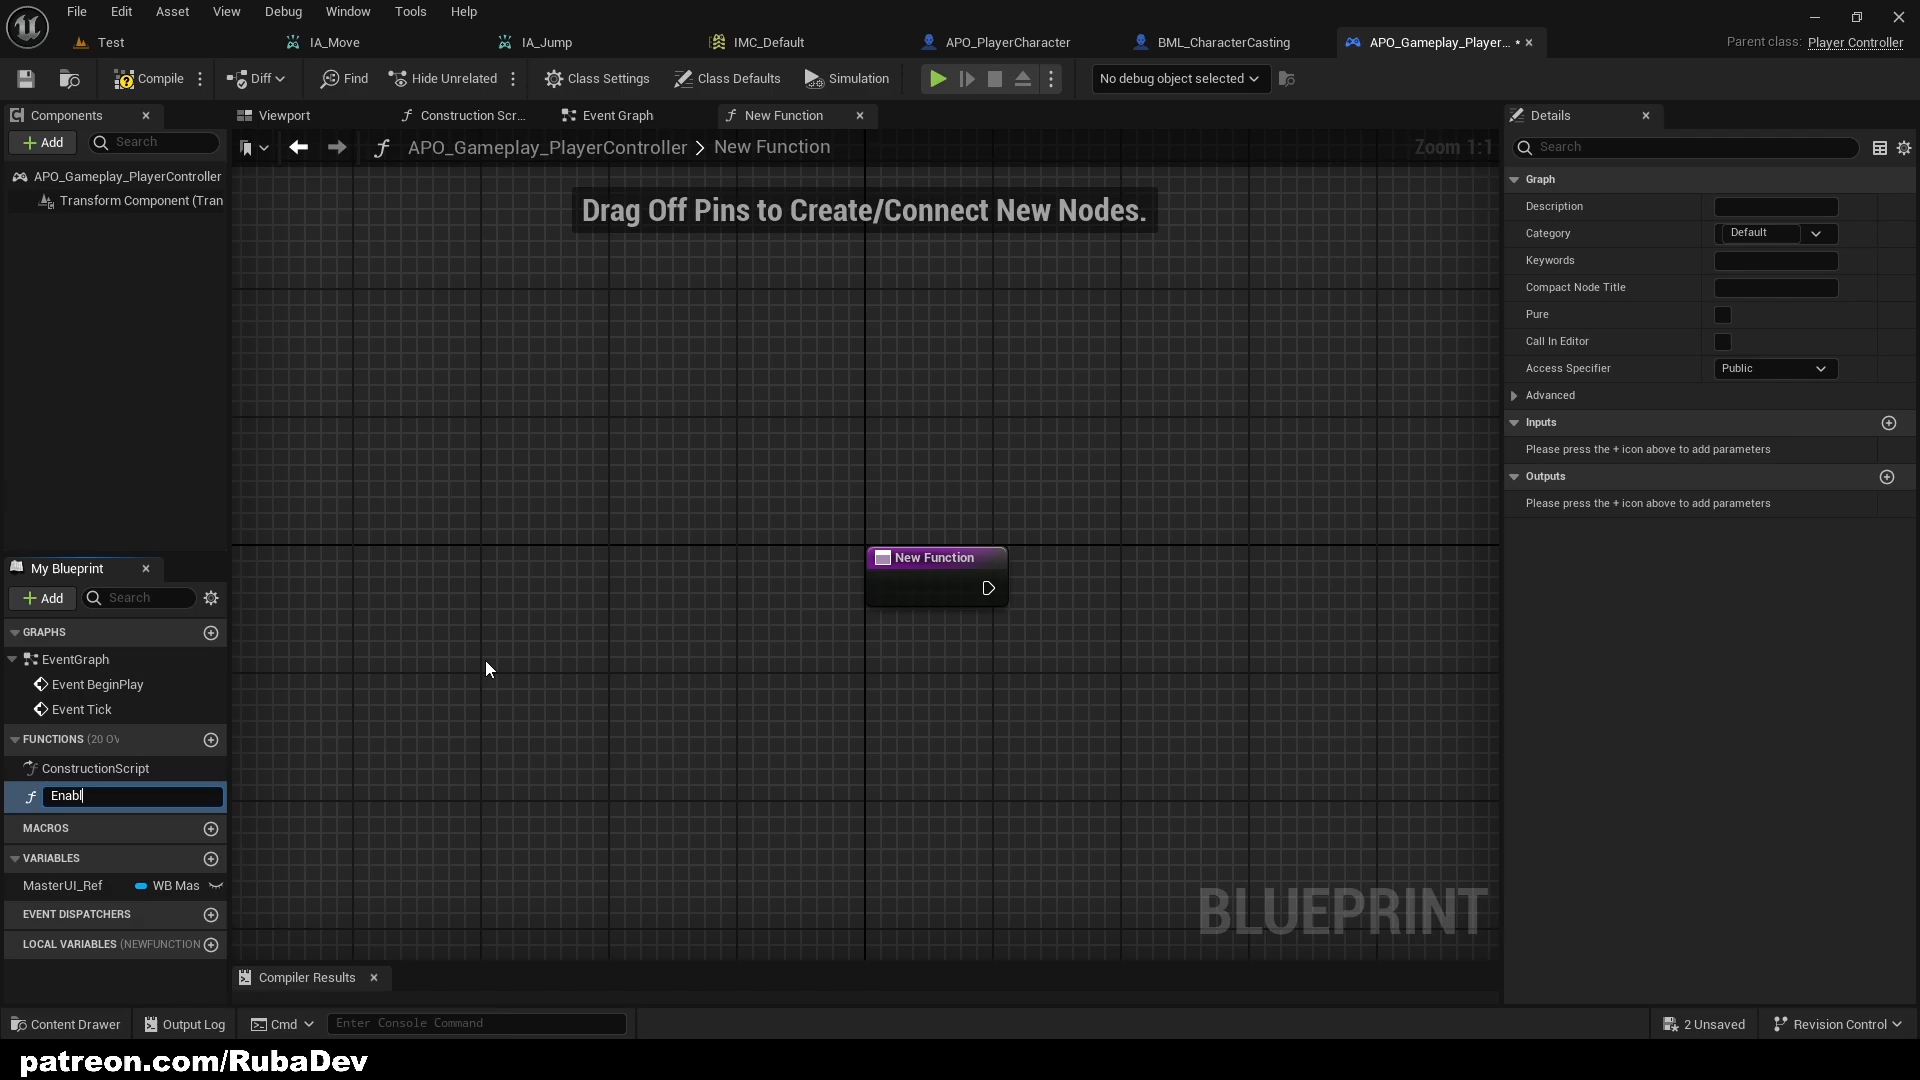 File Edit Asset View Debug Window Tools Help
Test IA_Move IA_Jump IMC_Default APO_PlayerCharacter BML_CharacterCasting APO_Gameplay_Player... • Parent class: Player Controller
Compile Diff Find Hide Unrelated Class Settings Class Defaults Simulation No debug object selected
Components Viewport Construction Scr... Event Graph New Function Details
Add Search APO_Gameplay_PlayerController > New Function Zoom 1:1 Search
APO_Gameplay_PlayerController
Transform Component (Tran
Drag Off Pins to Create/Connect New Nodes.
Graph
Description
Category Default
Keywords
Compact Node Title
Pure
Call In Editor
Access Specifier Public
Advanced
Inputs
Please press the + icon above to add parameters
Outputs
Please press the + icon above to add parameters
New Function
My Blueprint
Add Search
GRAPHS
EventGraph
Event BeginPlay
Event Tick
FUNCTIONS (20 OV
ConstructionScript
Enabl
MACROS
VARIABLES
MasterUI_Ref WB Mas
EVENT DISPATCHERS
LOCAL VARIABLES (NEWFUNCTION
BLUEPRINT
Compiler Results
Content Drawer Output Log Cmd Enter Console Command 2 Unsaved Revision Control
patreon.com/RubaDev